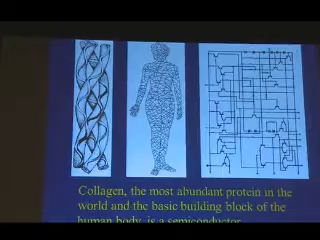 Collagen, the most abundant protein in the
world and the basic building block of the
human body, is a semiconductor